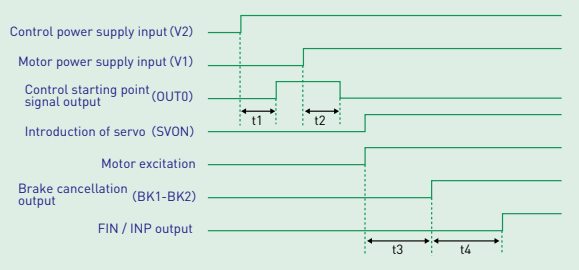 Control power supply input (V2)
Motor power supply input (V1)
Control starting point
signal output (OUT0)
t1 t2
Introduction of servo (SVON)
Motor excitation
Brake cancellation
output (BK1-BK2)
FIN / INP output
t3 t4